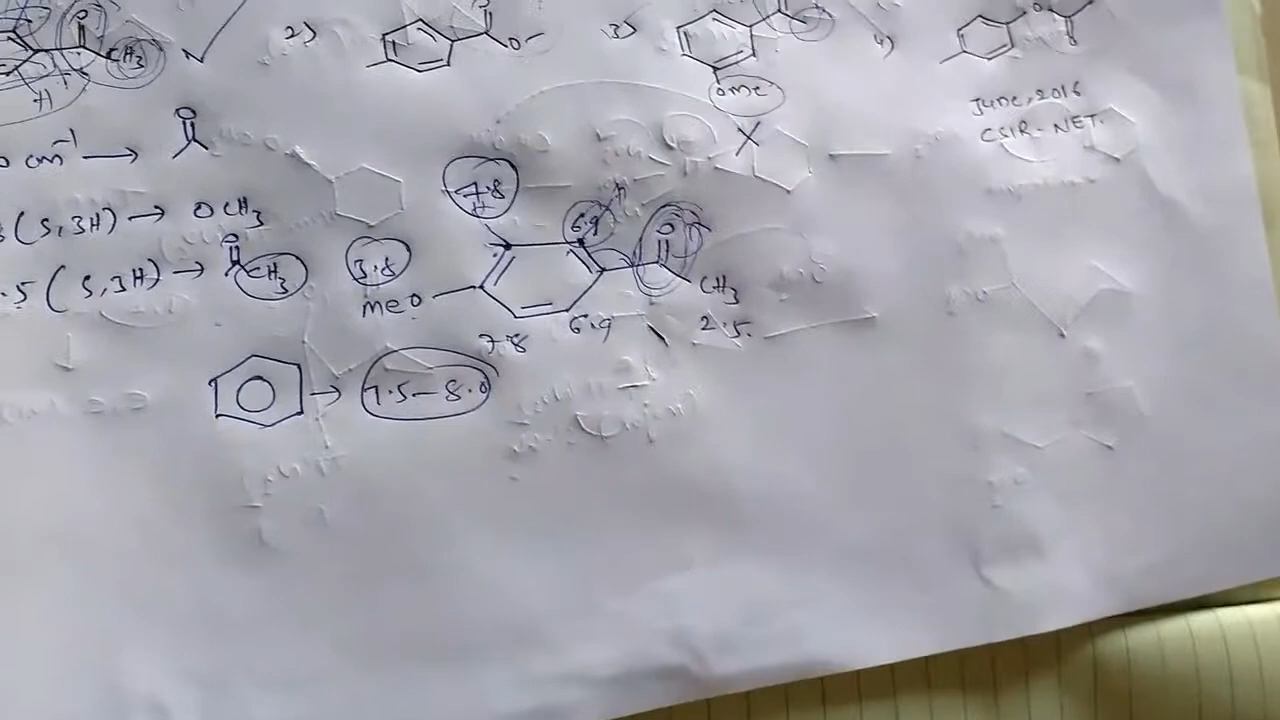 O CH3 H
2) O O
3) O OMe
4) O O
June, 2016
CSIR-NET.
cm⁻¹ → O
(S, 3H) → OCH3
.5 (S, 3H) → O CH3
3.8 7.8 H 6.9 H O
MeO CH3
7.8 6.9 2.5.
→ 7.5-8.0